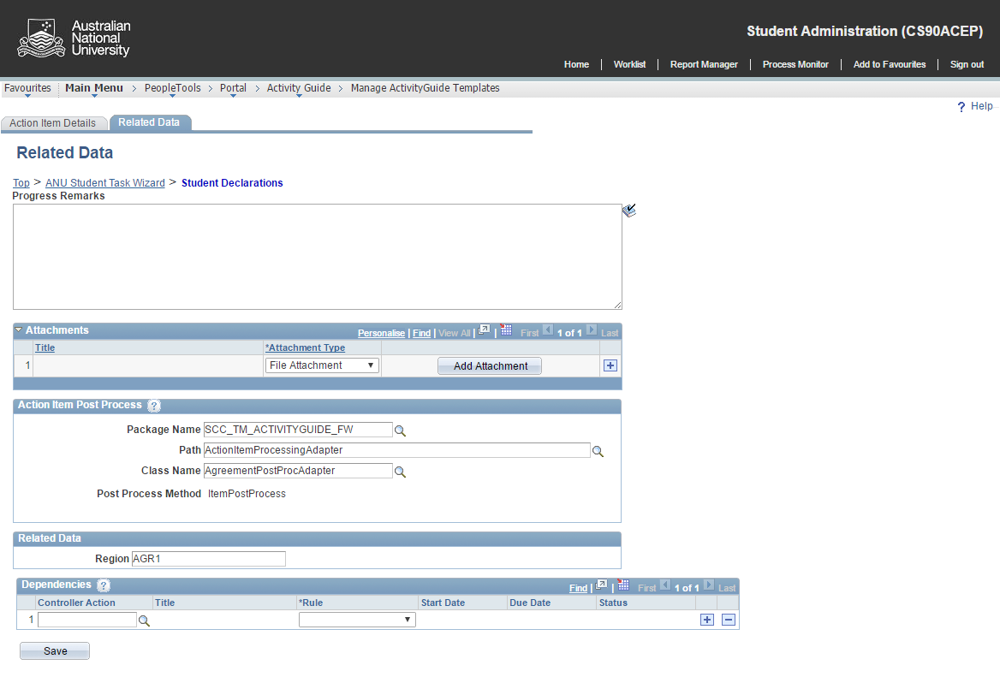 Australian
National
University
Student Administration (CS90ACEP)
Home | Worklist | Report Manager | Process Monitor | Add to Favourites | Sign out
Favourites Main Menu > PeopleTools > Portal > Activity Guide > Manage ActivityGuide Templates
? Help
Action Item Details Related Data
Related Data
Top > ANU Student Task Wizard > Student Declarations
Progress Remarks
Attachments Personalise | Find | View All | | First 1 of 1 Last
Title *Attachment Type
1 File Attachment Add Attachment
Action Item Post Process ?
Package Name SCC_TM_ACTIVITYGUIDE_FW
Path ActionItemProcessingAdapter
Class Name AgreementPostProcAdapter
Post Process Method ItemPostProcess
Related Data
Region AGR1
Dependencies ? Find | | First 1 of 1 Last
Controller Action Title *Rule Start Date Due Date Status
1
Save